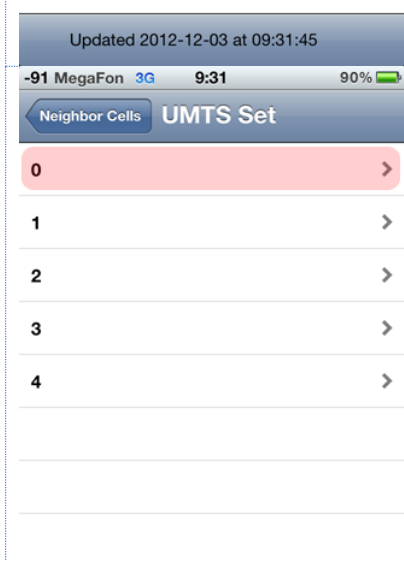 Updated 2012-12-03 at 09:31:45
-91 MegaFon 3G 9:31 90%
Neighbor Cells UMTS Set
0
1
2
3
4